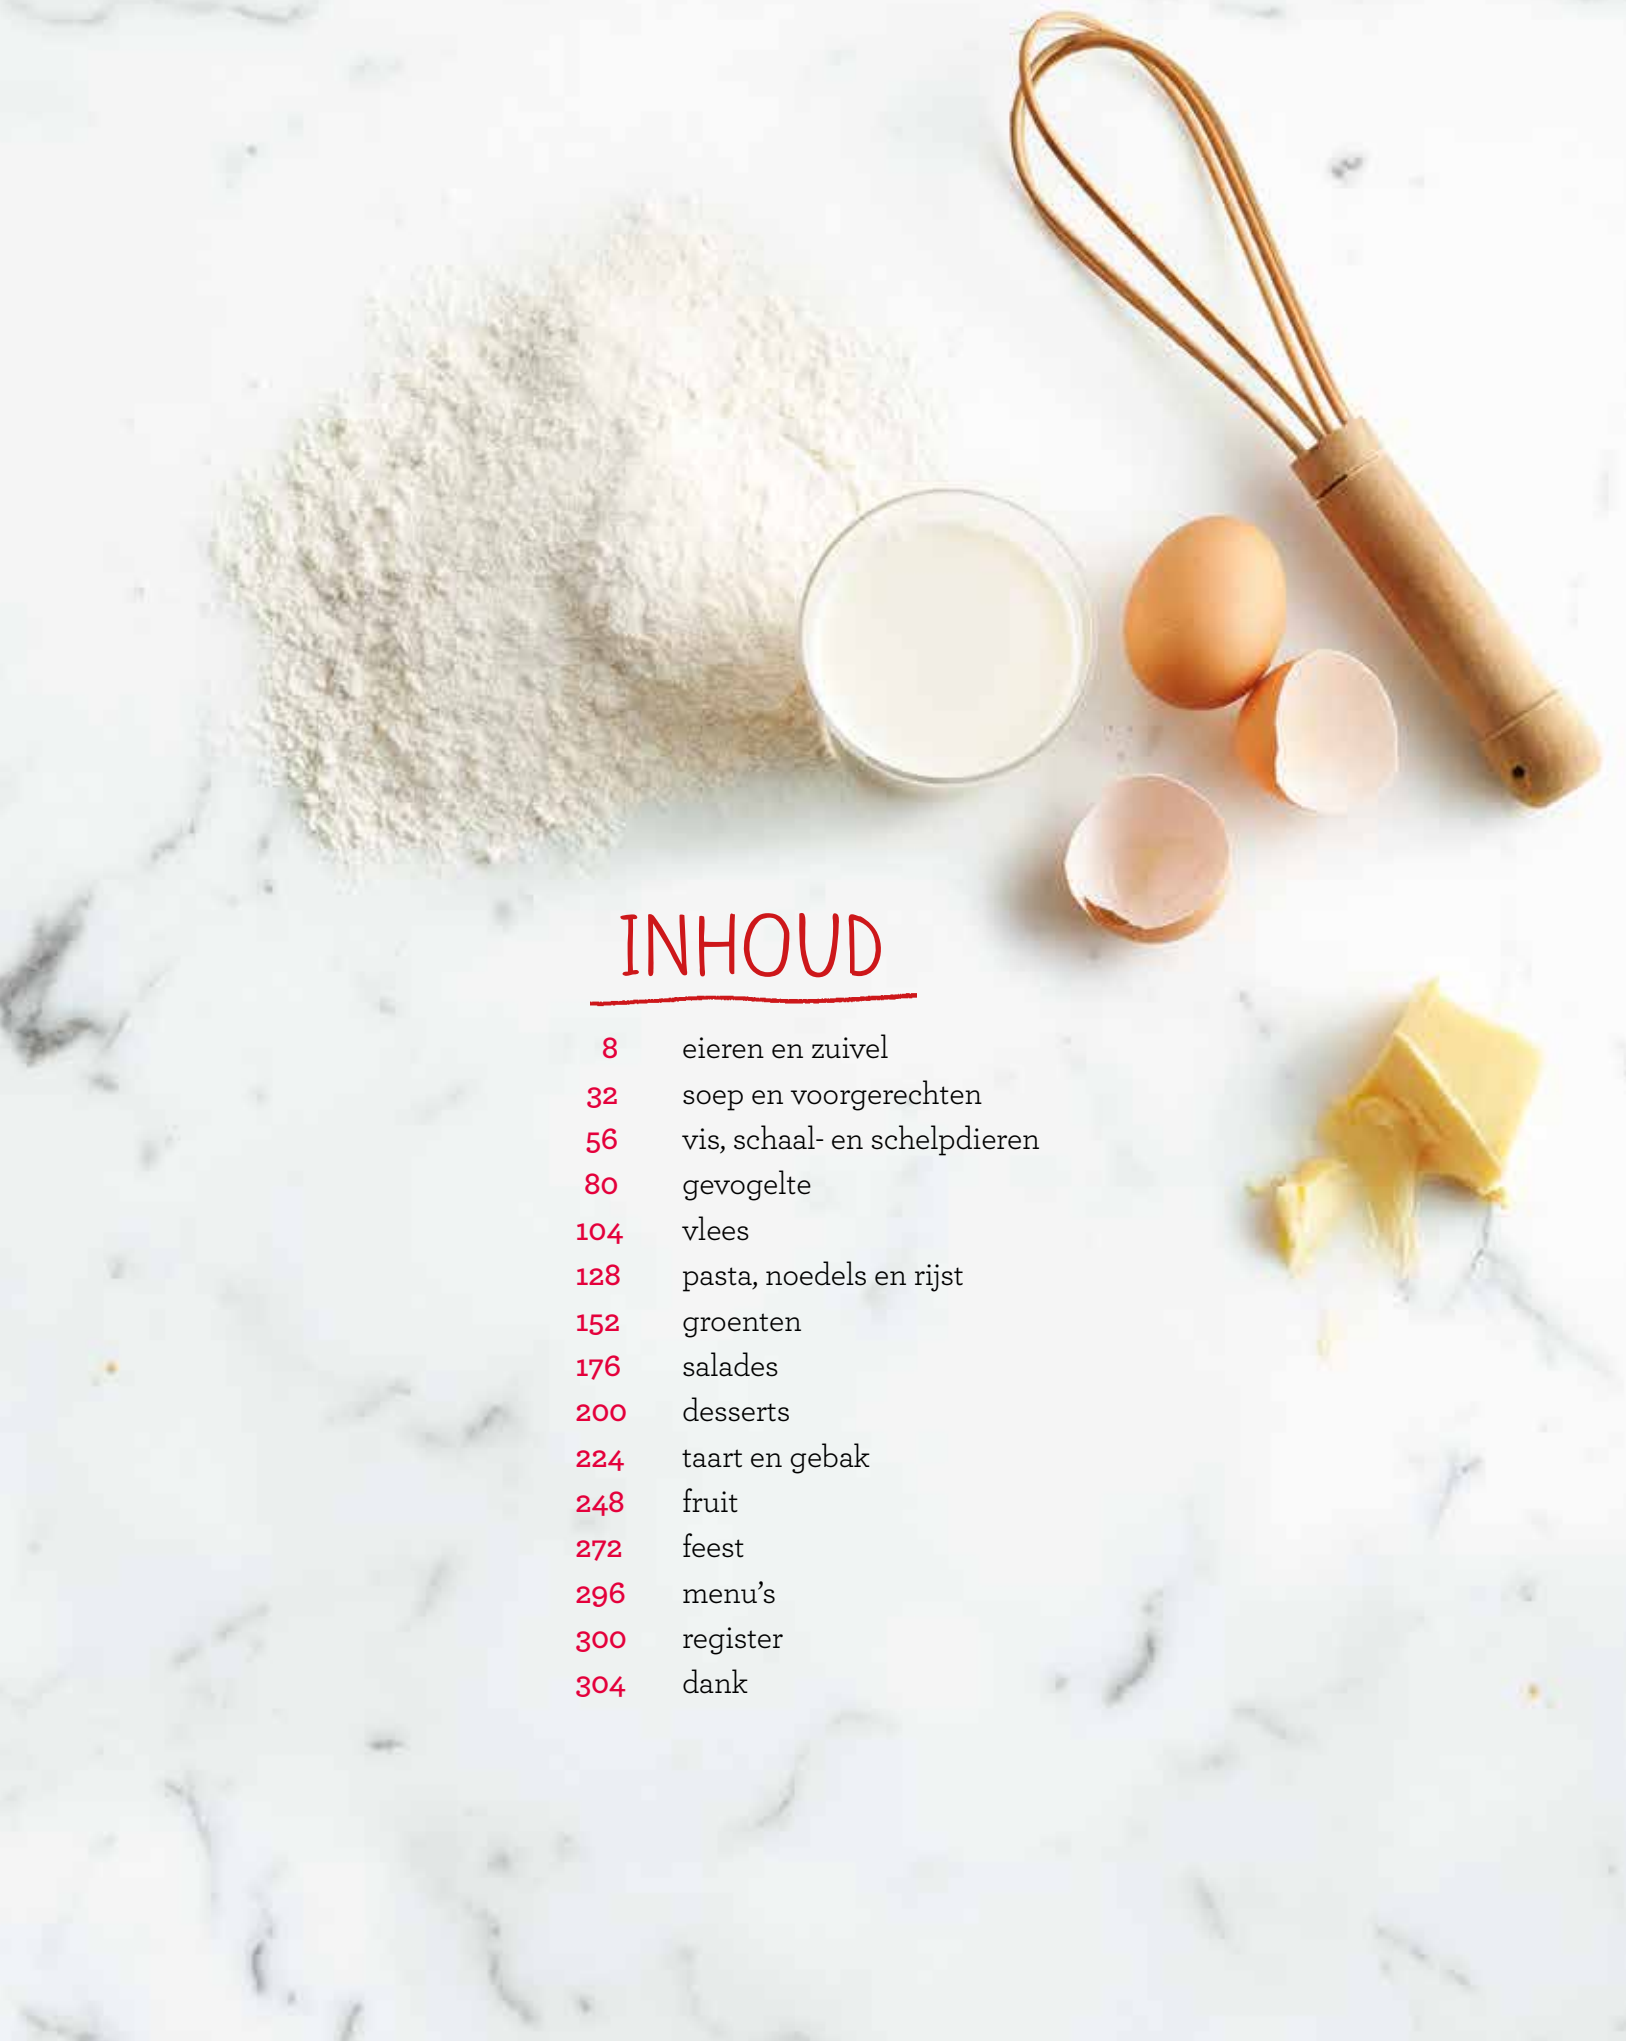 INHOUD
8 eieren en zuivel
32 soep en voorgerechten
56 vis, schaal- en schelpdieren
80 gevogelte
104 vlees
128 pasta, noedels en rijst
152 groenten
176 salades
200 desserts
224 taart en gebak
248 fruit
272 feest
296 menu’s
300 register
304 dank